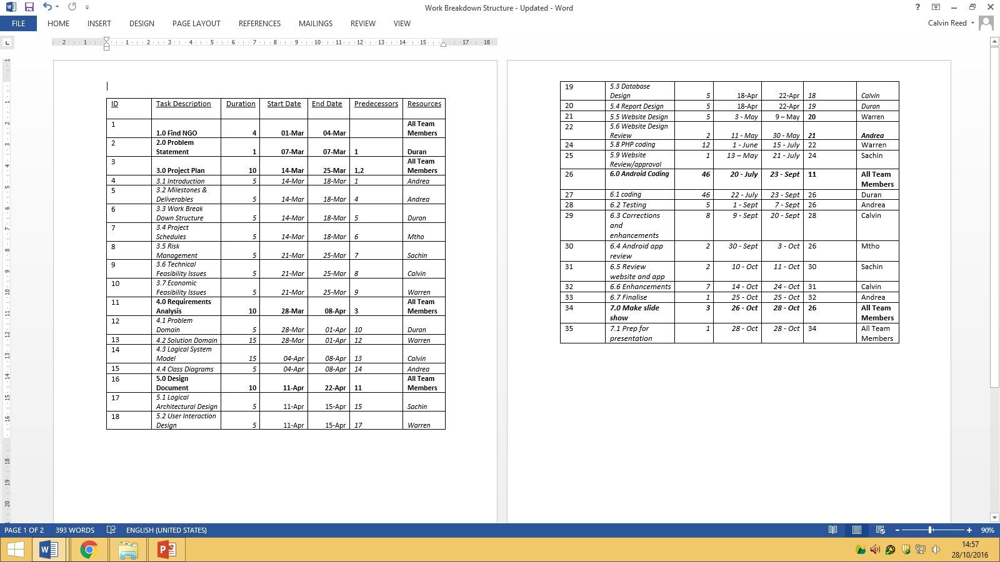 Work Breakdown Structure - Updated - Word
?
FILE HOME INSERT DESIGN PAGE LAYOUT REFERENCES MAILINGS REVIEW VIEW
Calvin Reed
2 1 1 2 3 4 5 6 7 8 9 10 11 12 13 14 15 17 18
ID Task Description Duration Start Date End Date Predecessors Resources
1 1.0 Find NGO 4 01-Mar 04-Mar All Team Members
2 2.0 Problem Statement 1 07-Mar 07-Mar 1 Duran
3 3.0 Project Plan 10 14-Mar 25-Mar 1,2 All Team Members
4 3.1 Introduction 5 14-Mar 18-Mar 1 Andrea
5 3.2 Milestones & Deliverables 5 14-Mar 18-Mar 4 Andrea
6 3.3 Work Break Down Structure 5 14-Mar 18-Mar 5 Duran
7 3.4 Project Schedules 5 14-Mar 18-Mar 6 Mtho
8 3.5 Risk Management 5 21-Mar 25-Mar 7 Sachin
9 3.6 Technical Feasibility Issues 5 21-Mar 25-Mar 8 Calvin
10 3.7 Economic Feasibility Issues 5 21-Mar 25-Mar 9 Warren
11 4.0 Requirements Analysis 10 28-Mar 08-Apr 3 All Team Members
12 4.1 Problem Domain 5 28-Mar 01-Apr 10 Duran
13 4.2 Solution Domain 15 28-Mar 01-Apr 12 Warren
14 4.3 Logical System Model 15 04-Apr 08-Apr 13 Calvin
15 4.4 Class Diagrams 5 04-Apr 08-Apr 14 Andrea
16 5.0 Design Document 10 11-Apr 22-Apr 11 All Team Members
17 5.1 Logical Architectural Design 5 11-Apr 15-Apr 15 Sachin
18 5.2 User Interaction Design 5 11-Apr 15-Apr 17 Warren
19 5.3 Database Design 5 18-Apr 22-Apr 18 Calvin
20 5.4 Report Design 5 18-Apr 22-Apr 19 Duran
21 5.5 Website Design 5 3 - May 9 – May 20 Warren
22 5.6 Website Design Review 2 11 - May 30 - May 21 Andrea
24 5.8 PHP coding 12 1 - June 15 - July 22 Warren
25 5.9 Website Review/approval 1 13 – May 21 - July 24 Sachin
26 6.0 Android Coding 46 20 - July 23 - Sept 11 All Team Members
27 6.1 coding 46 22 - July 23 - Sept 26 Duran
28 6.2 Testing 5 1 - Sept 7 - Sept 26 Andrea
29 6.3 Corrections and enhancements 8 9 - Sept 20 - Sept 28 Calvin
30 6.4 Android app review 2 30 - Sept 3 - Oct 26 Mtho
31 6.5 Review website and app 2 10 - Oct 11 - Oct 30 Sachin
32 6.6 Enhancements 7 14 - Oct 24 - Oct 31 Calvin
33 6.7 Finalise 1 25 - Oct 25 - Oct 32 Andrea
34 7.0 Make slide show 3 26 - Oct 28 - Oct 26 All Team Members
35 7.1 Prep for presentation 1 28 - Oct 28 - Oct 34 All Team Members
PAGE 1 OF 2 393 WORDS ENGLISH (UNITED STATES) 90%
14:57
28/10/2016